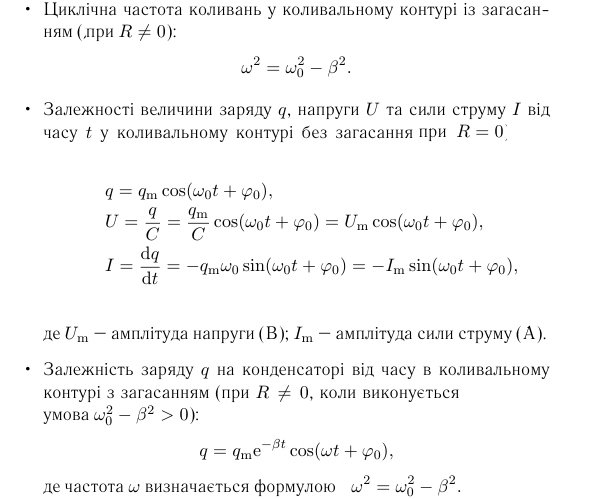 • Циклічна частота коливань у коливальному контурі із загасан-
ням (при R ≠ 0):
ω² = ω₀² − β².
• Залежності величини заряду q, напруги U та сили струму I від
часу t у коливальному контурі без загасання при R = 0)
q = qₘ cos(ω₀t + φ₀),
U = q/C = qₘ/C cos(ω₀t + φ₀) = Uₘ cos(ω₀t + φ₀),
I = dq/dt = −qₘω₀ sin(ω₀t + φ₀) = −Iₘ sin(ω₀t + φ₀),
де Uₘ − амплітуда напруги (В); Iₘ − амплітуда сили струму (А).
• Залежність заряду q на конденсаторі від часу в коливальному
контурі з загасанням (при R ≠ 0, коли виконується
умова ω₀² − β² > 0):
q = qₘe^{−βt} cos(ωt + φ₀),
де частота ω визначається формулою ω² = ω₀² − β².